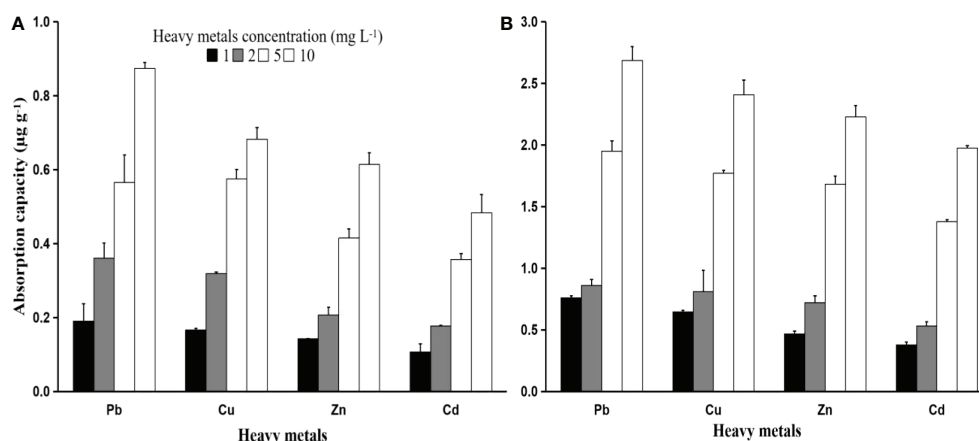 A
Heavy metals concentration (mg L⁻¹)
1 2 5 10
Absorption capacity (µg g⁻¹)
1.0
0.8
0.6
0.4
0.2
0.0
Pb Cu Zn Cd
Heavy metals
B
3.0
2.5
2.0
1.5
1.0
0.5
0.0
Pb Cu Zn Cd
Heavy metals